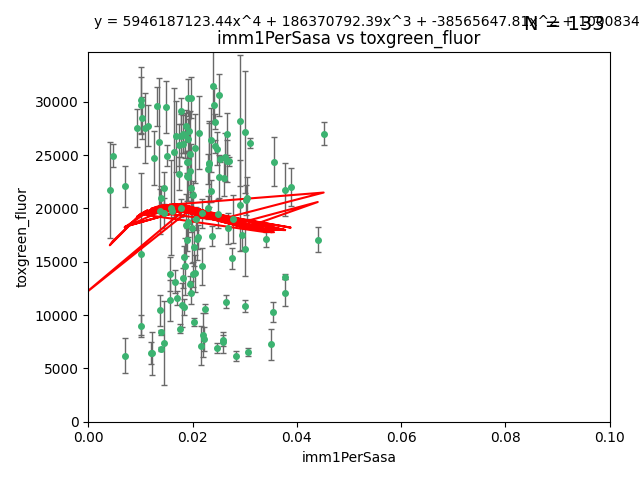 y = 5946187123.44x^4 + 186370792.39x^3 + -38565647.81x^2 +
N = 133
imm1PerSasa vs toxgreen_fluor
30000
25000
20000
15000
10000
5000
0
toxgreen_fluor
0.00 0.02 0.04 0.06 0.08 0.10
imm1PerSasa